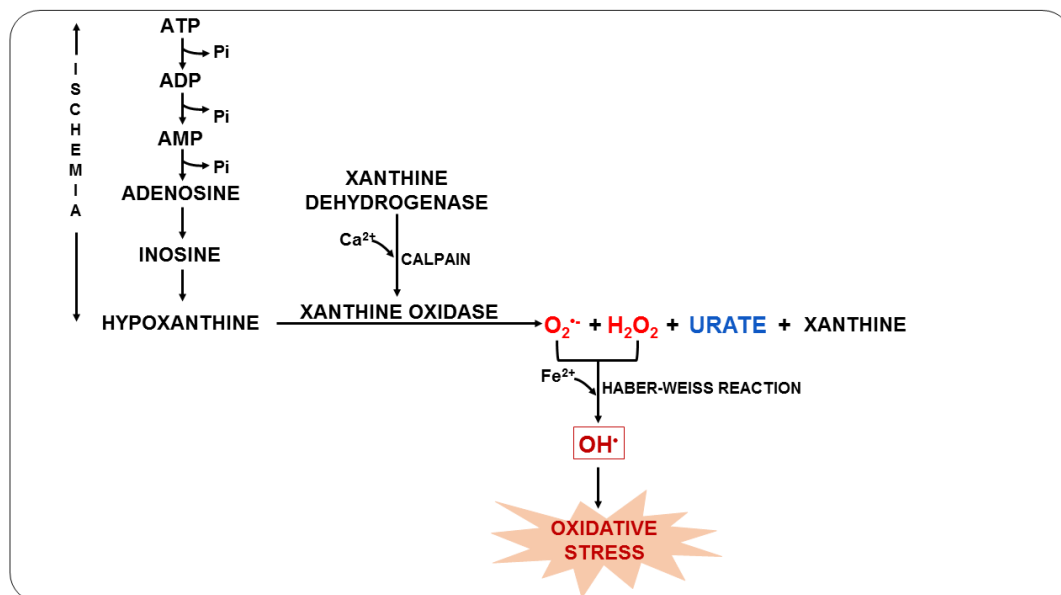 ISCHEMIA
ATP
Pi
ADP
Pi
AMP
Pi
ADENOSINE
INOSINE
HYPOXANTHINE
XANTHINE
DEHYDROGENASE
Ca²⁺
CALPAIN
XANTHINE OXIDASE
O₂•⁻ + H₂O₂ + URATE + XANTHINE
Fe²⁺
HABER-WEISS REACTION
OH•
OXIDATIVE
STRESS